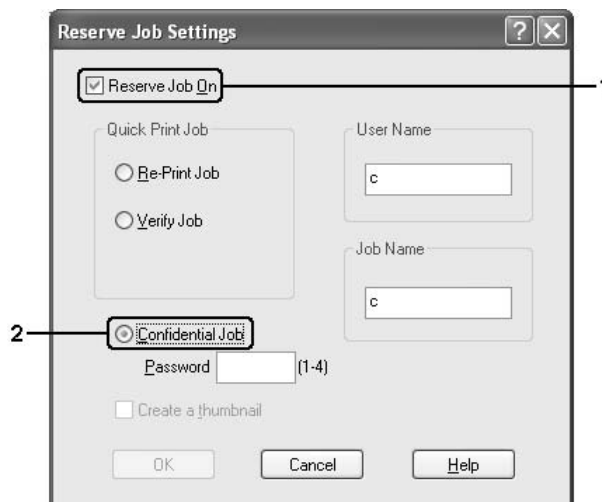 Reserve Job Settings
Reserve Job On
1
Quick Print Job
Re-Print Job
Verify Job
User Name
c
Job Name
c
2
Confidential Job
Password (1-4)
Create a thumbnail
OK Cancel Help